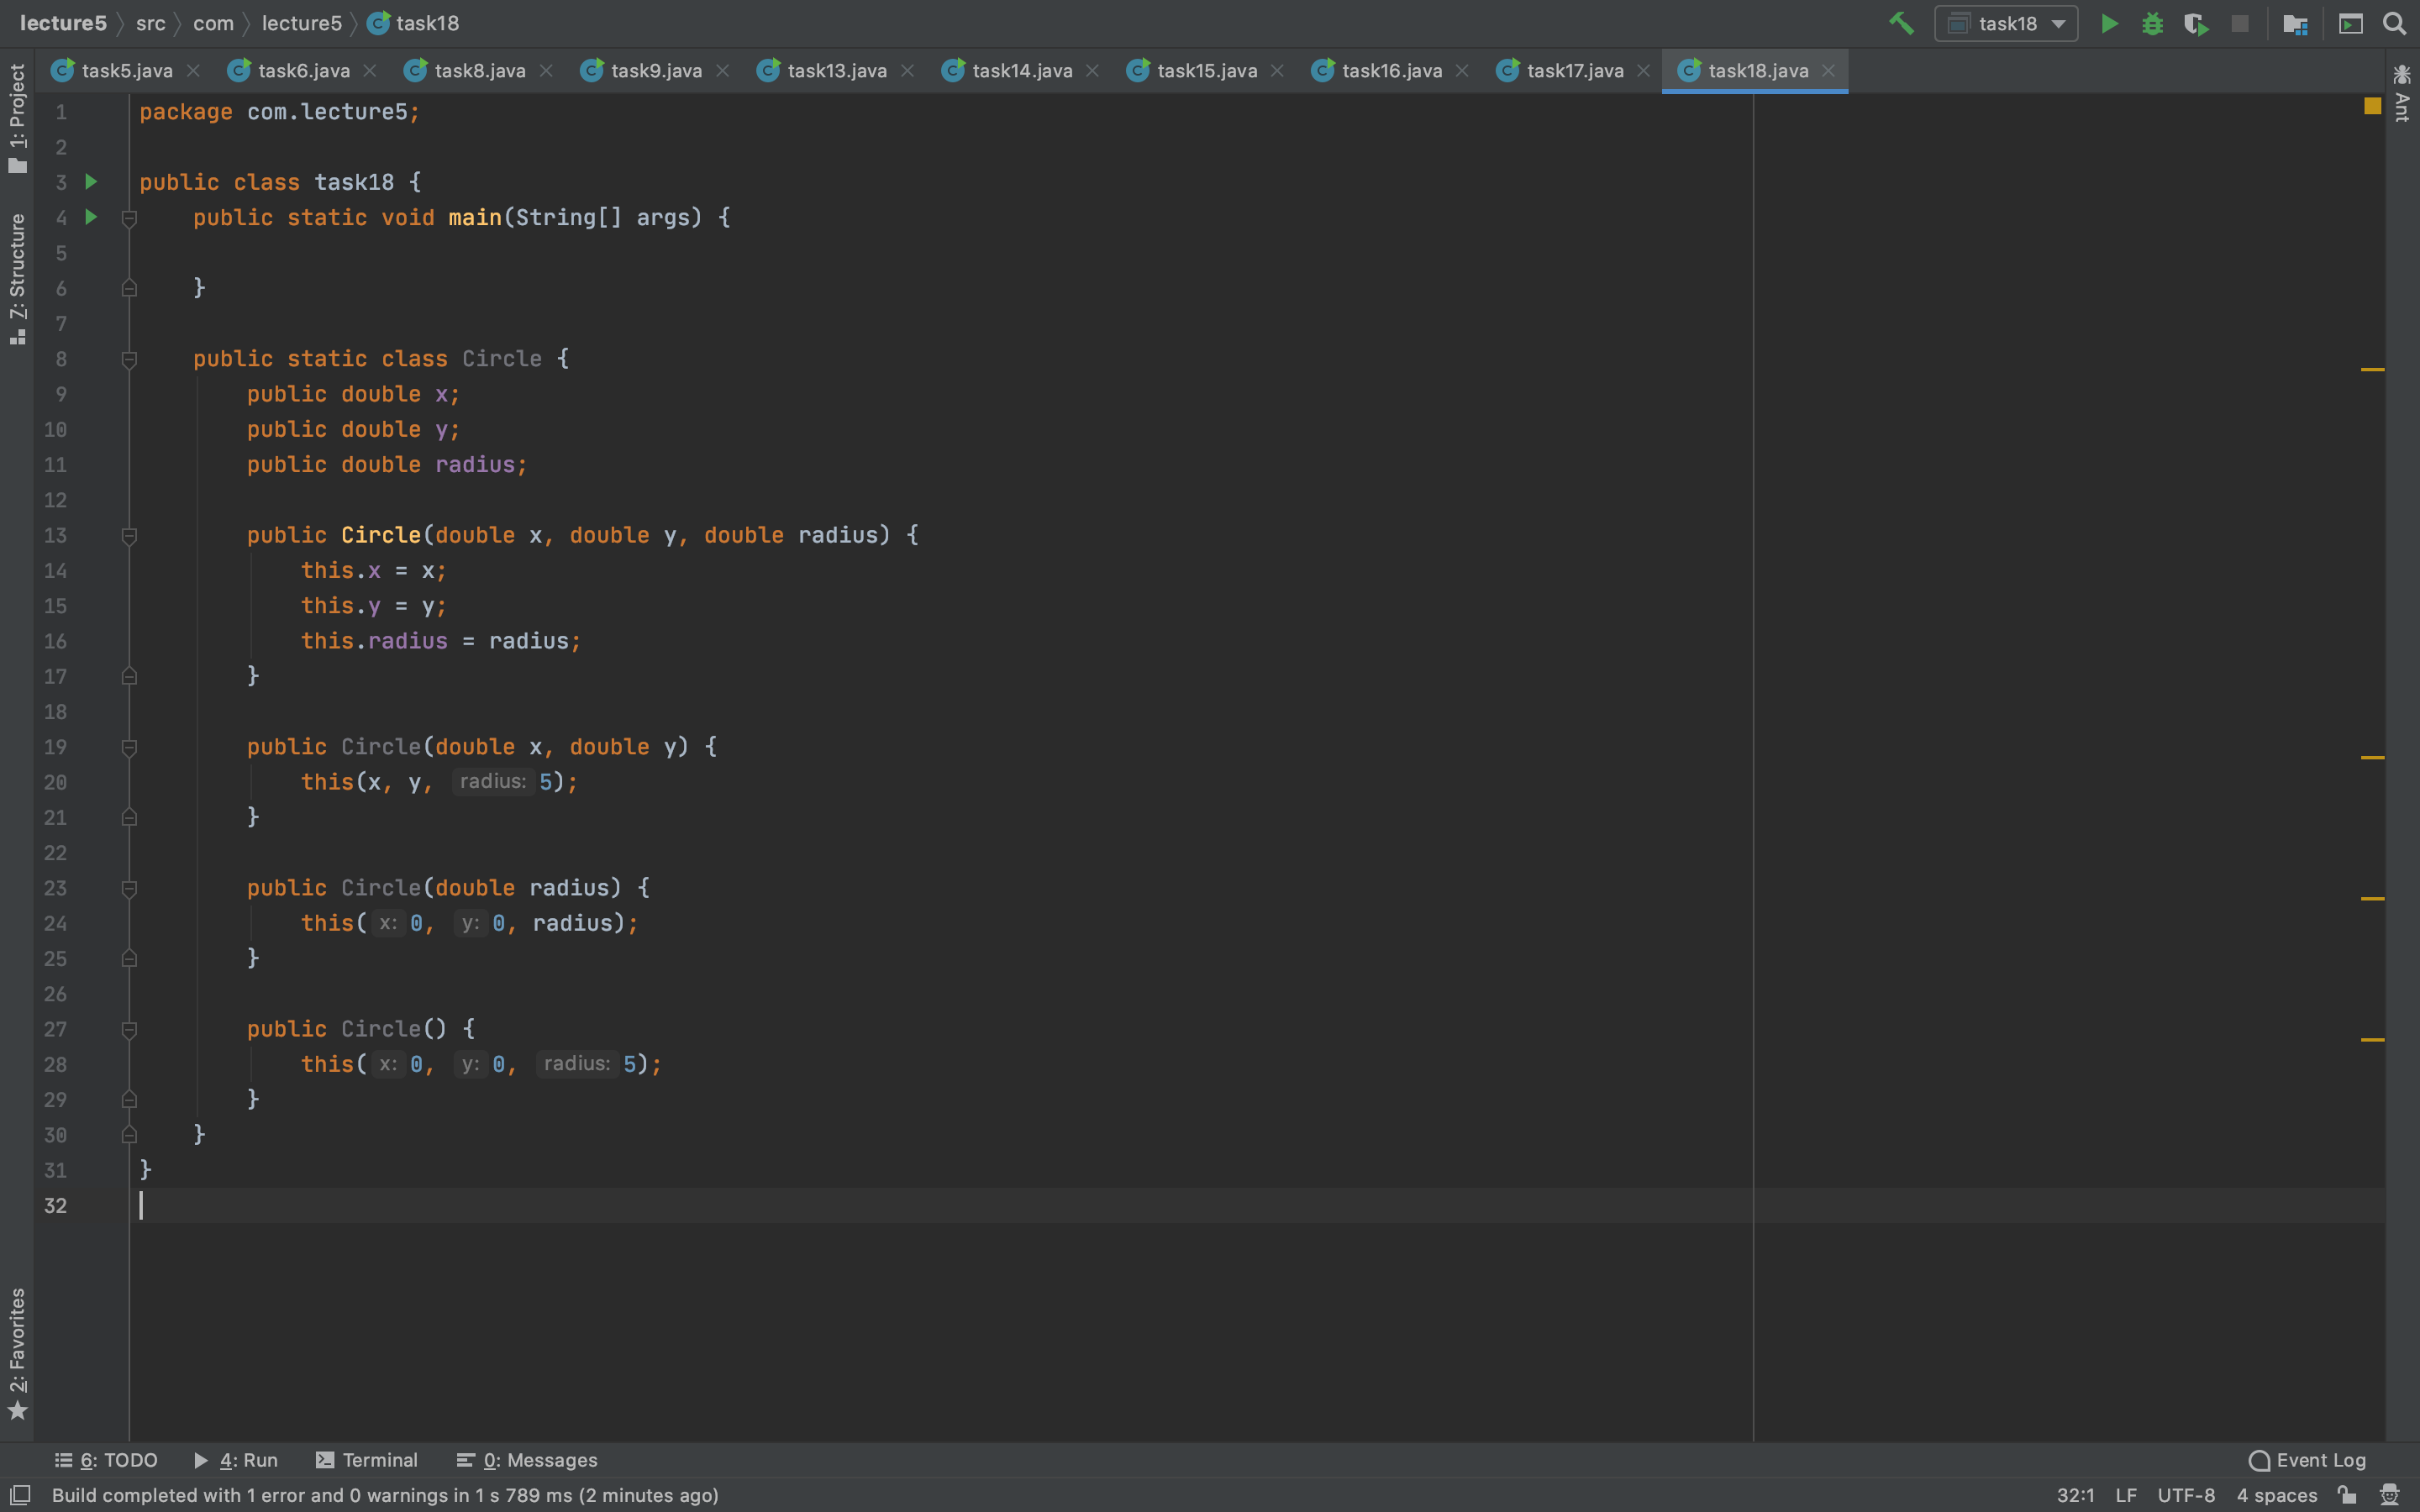 lecture5 src com lecture5 task18
task18
task5.java task6.java task8.java task9.java task13.java task14.java task15.java task16.java task17.java task18.java
1: Project
7: Structure
2: Favorites
Ant
1 package com.lecture5;
2
3 public class task18 {
4 public static void main(String[] args) {
5
6 }
7
8 public static class Circle {
9 public double x;
10 public double y;
11 public double radius;
12
13 public Circle(double x, double y, double radius) {
14 this.x = x;
15 this.y = y;
16 this.radius = radius;
17 }
18
19 public Circle(double x, double y) {
20 this(x, y, radius: 5);
21 }
22
23 public Circle(double radius) {
24 this( x: 0, y: 0, radius);
25 }
26
27 public Circle() {
28 this( x: 0, y: 0, radius: 5);
29 }
30 }
31 }
32
6: TODO 4: Run Terminal 0: Messages Event Log
Build completed with 1 error and 0 warnings in 1 s 789 ms (2 minutes ago) 32:1 LF UTF-8 4 spaces